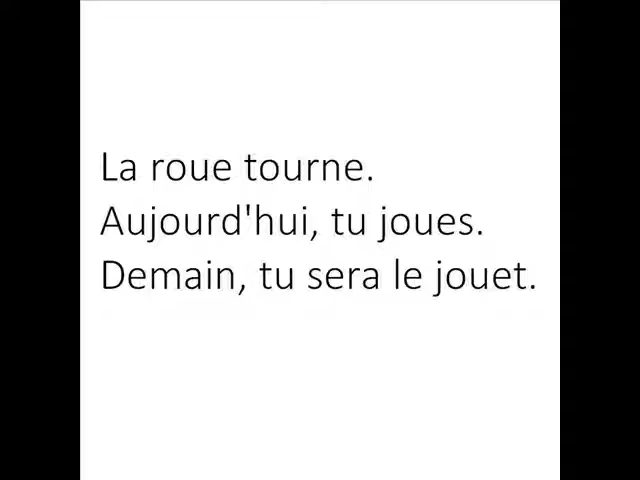 La roue tourne.
Aujourd'hui, tu joues.
Demain, tu sera le jouet.